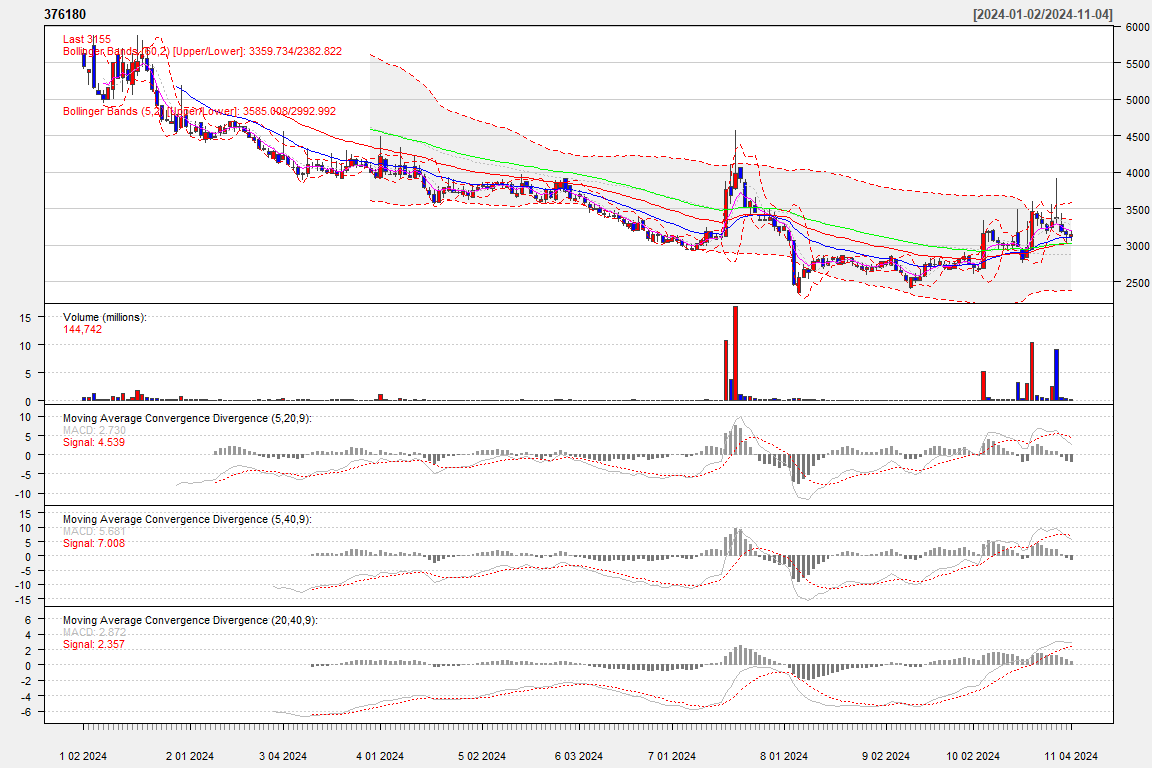 376180 [2024-01-02/2024-11-04]
Last 3155
Bollinger Bands (60,2) [Upper/Lower]: 3359.734/2382.822
Bollinger Bands (5,2) [Upper/Lower]: 3585.008/2992.992
6000
5500
5000
4500
4000
3500
3000
2500
Volume (millions):
144,742
15
10
5
0
Moving Average Convergence Divergence (5,20,9):
MACD: 2.730
Signal: 4.539
10
5
0
-5
-10
Moving Average Convergence Divergence (5,40,9):
MACD: 5.681
Signal: 7.008
15
10
5
0
-5
-10
-15
Moving Average Convergence Divergence (20,40,9):
MACD: 2.872
Signal: 2.357
6
4
2
0
-2
-4
-6
1 02 2024 2 01 2024 3 04 2024 4 01 2024 5 02 2024 6 03 2024 7 01 2024 8 01 2024 9 02 2024 10 02 2024 11 04 2024